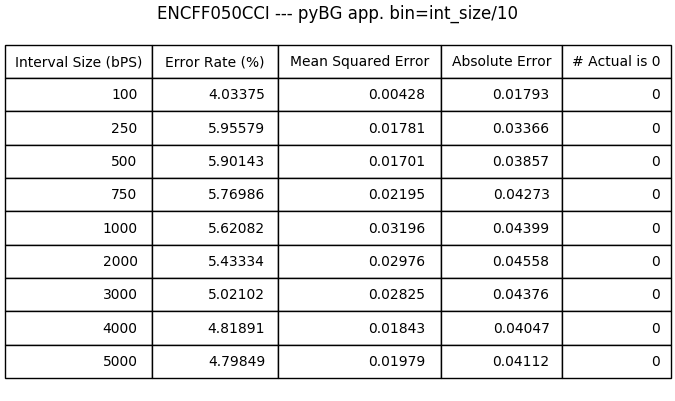 ENCFF050CCI --- pyBG app. bin=int_size/10
Interval Size (bPS) Error Rate (%) Mean Squared Error Absolute Error # Actual is 0
100 4.03375 0.00428 0.01793 0
250 5.95579 0.01781 0.03366 0
500 5.90143 0.01701 0.03857 0
750 5.76986 0.02195 0.04273 0
1000 5.62082 0.03196 0.04399 0
2000 5.43334 0.02976 0.04558 0
3000 5.02102 0.02825 0.04376 0
4000 4.81891 0.01843 0.04047 0
5000 4.79849 0.01979 0.04112 0